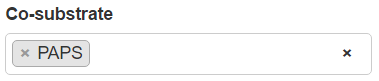 Co-substrate
× PAPS ×